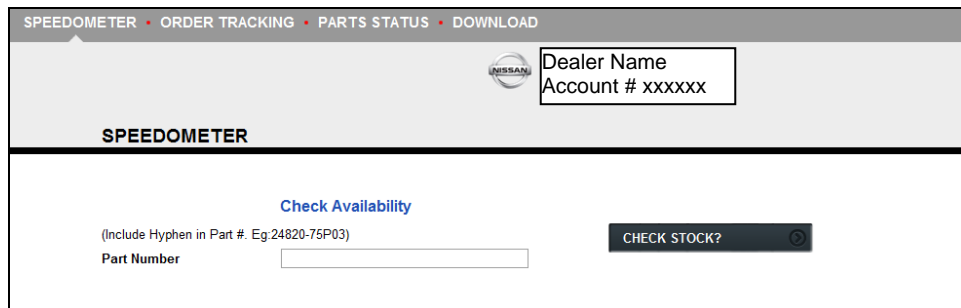 SPEEDOMETER • ORDER TRACKING • PARTS STATUS • DOWNLOAD
NISSAN
Dealer Name
Account # xxxxxx
SPEEDOMETER
Check Availability
(Include Hyphen in Part #. Eg:24820-75P03)
CHECK STOCK?
Part Number